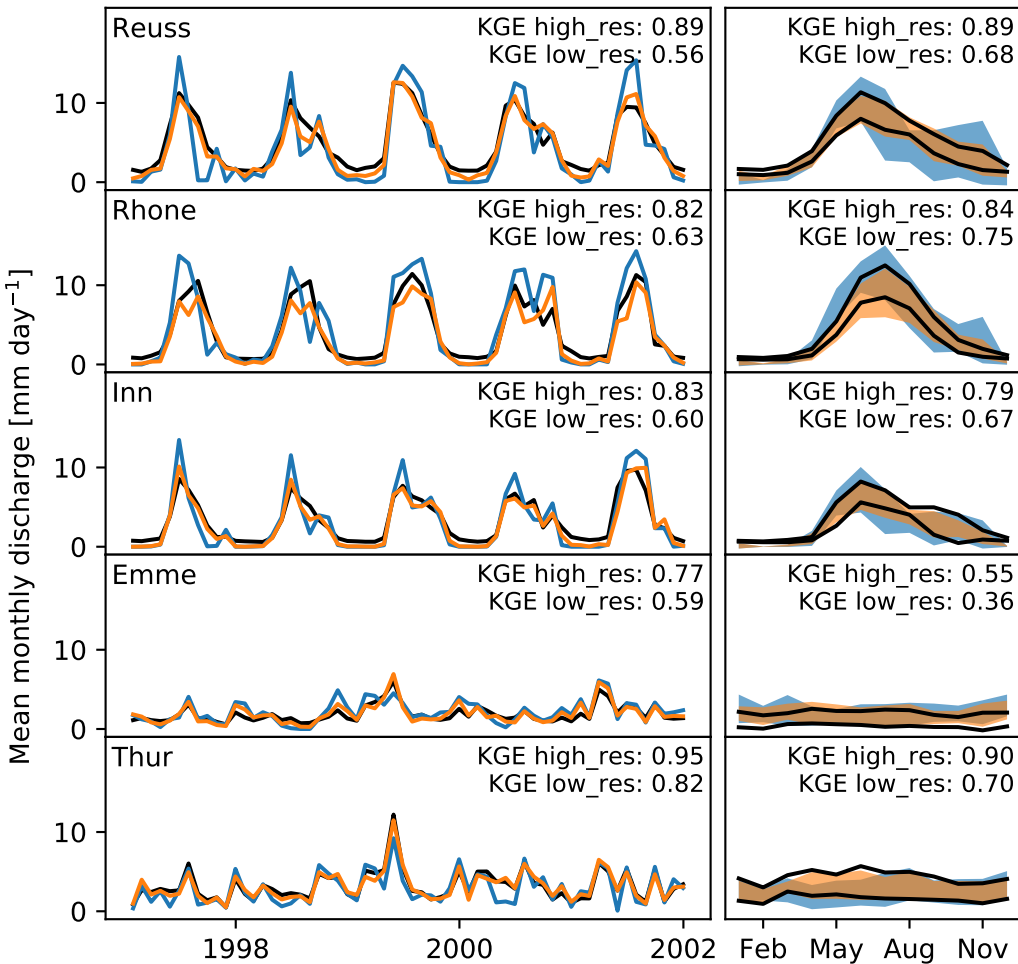 Mean monthly discharge [mm day⁻¹]
Reuss
KGE high_res: 0.89
KGE low_res: 0.56
10
0
KGE high_res: 0.89
KGE low_res: 0.68
Rhone
KGE high_res: 0.82
KGE low_res: 0.63
10
0
KGE high_res: 0.84
KGE low_res: 0.75
Inn
KGE high_res: 0.83
KGE low_res: 0.60
10
0
KGE high_res: 0.79
KGE low_res: 0.67
Emme
KGE high_res: 0.77
KGE low_res: 0.59
10
0
KGE high_res: 0.55
KGE low_res: 0.36
Thur
KGE high_res: 0.95
KGE low_res: 0.82
10
0
KGE high_res: 0.90
KGE low_res: 0.70
1998 2000 2002
Feb May Aug Nov